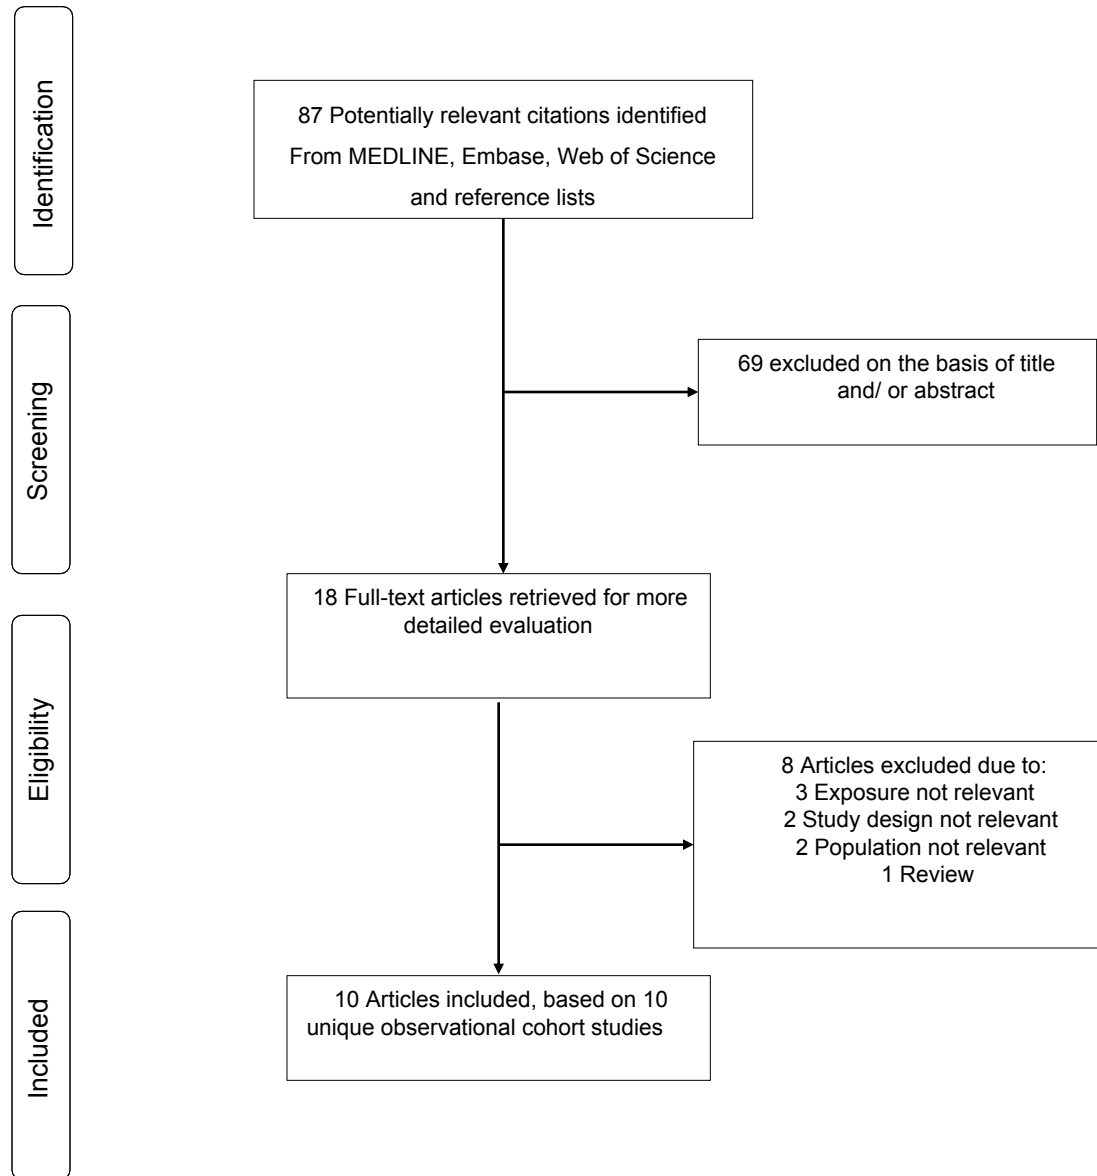 Identification
87 Potentially relevant citations identified
From MEDLINE, Embase, Web of Science
and reference lists
Screening
69 excluded on the basis of title
and/ or abstract
18 Full-text articles retrieved for more
detailed evaluation
Eligibility
8 Articles excluded due to:
3 Exposure not relevant
2 Study design not relevant
2 Population not relevant
1 Review
Included
10 Articles included, based on 10
unique observational cohort studies